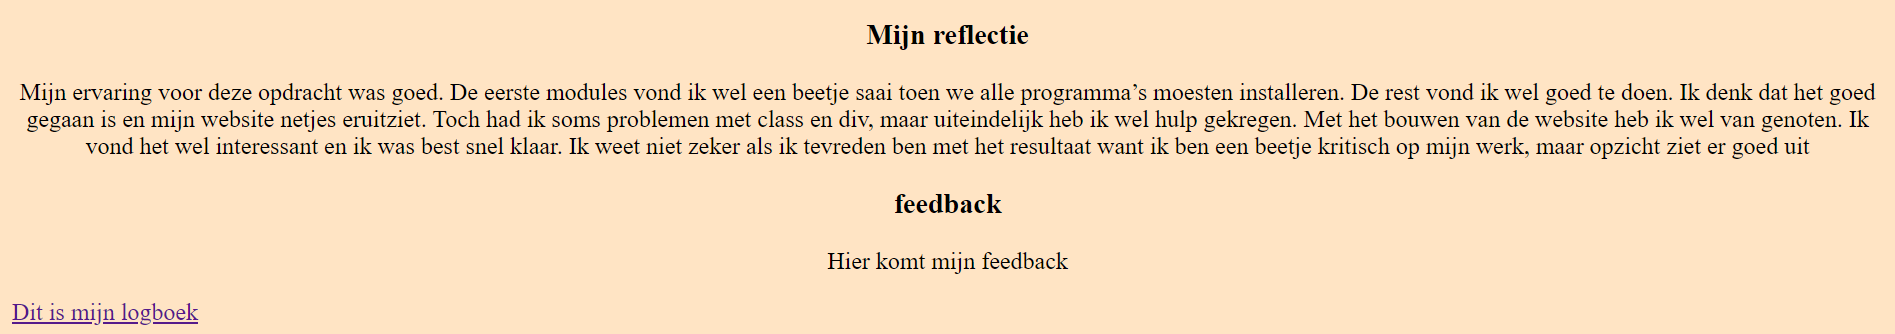 Mijn reflectie
Mijn ervaring voor deze opdracht was goed. De eerste modules vond ik wel een beetje saai toen we alle programma’s moesten installeren. De rest vond ik wel goed te doen. Ik denk dat het goed
gegaan is en mijn website netjes eruitziet. Toch had ik soms problemen met class en div, maar uiteindelijk heb ik wel hulp gekregen. Met het bouwen van de website heb ik wel van genoten. Ik
vond het wel interessant en ik was best snel klaar. Ik weet niet zeker als ik tevreden ben met het resultaat want ik ben een beetje kritisch op mijn werk, maar opzicht ziet er goed uit
feedback
Hier komt mijn feedback
Dit is mijn logboek